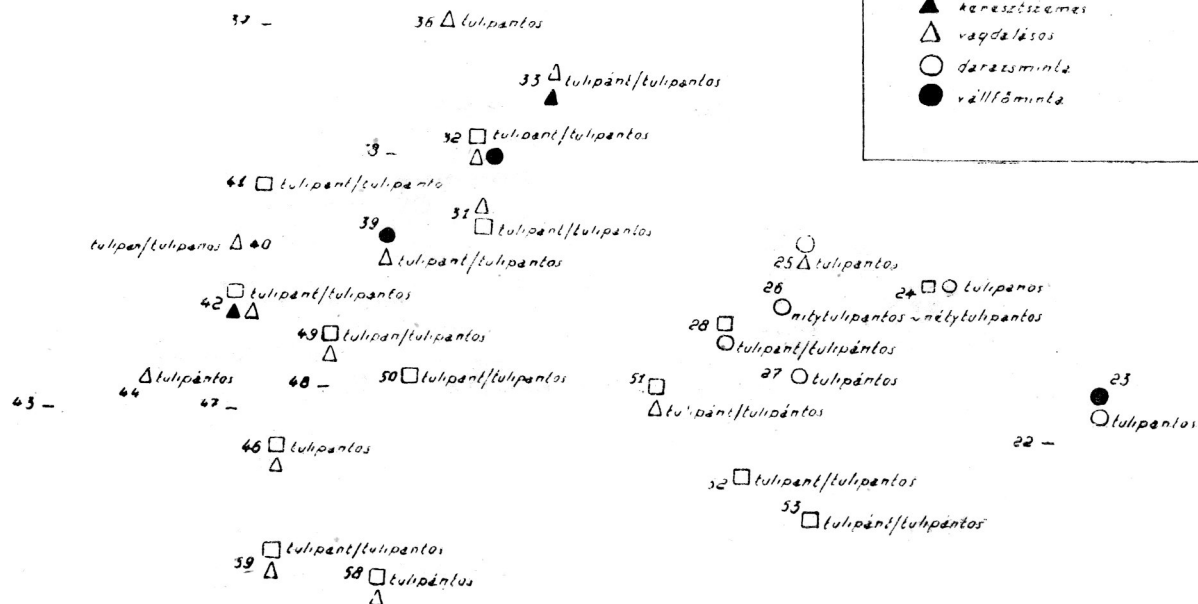 37 –
36 tulipántos
keresztszemes
vagdalásos
darázsminta
vállfőminta
33 tulipánt/tulipántos
32 tulipánt/tulipántos
41 tulipánt/tulipánto
39 tulipánt/tulipántos
31 tulipánt/tulipántos
tulipán/tulipános 40
25 tulipántos
24 tulipános
26 nitytulipántos ~ nétytulipántos
42 tulipánt/tulipántos
49 tulipán/tulipántos
28 tulipánt/tulipántos
27 tulipántos
23 tulipántos
44 tulipántos
48 –
50 tulipánt/tulipántos
51 tulipánt/tulipántos
43 –
47 –
22 –
46 tulipántos
tulipánt/tulipántos
53 tulipánt/tulipántos
59 tulipánt/tulipántos
58 tulipántos